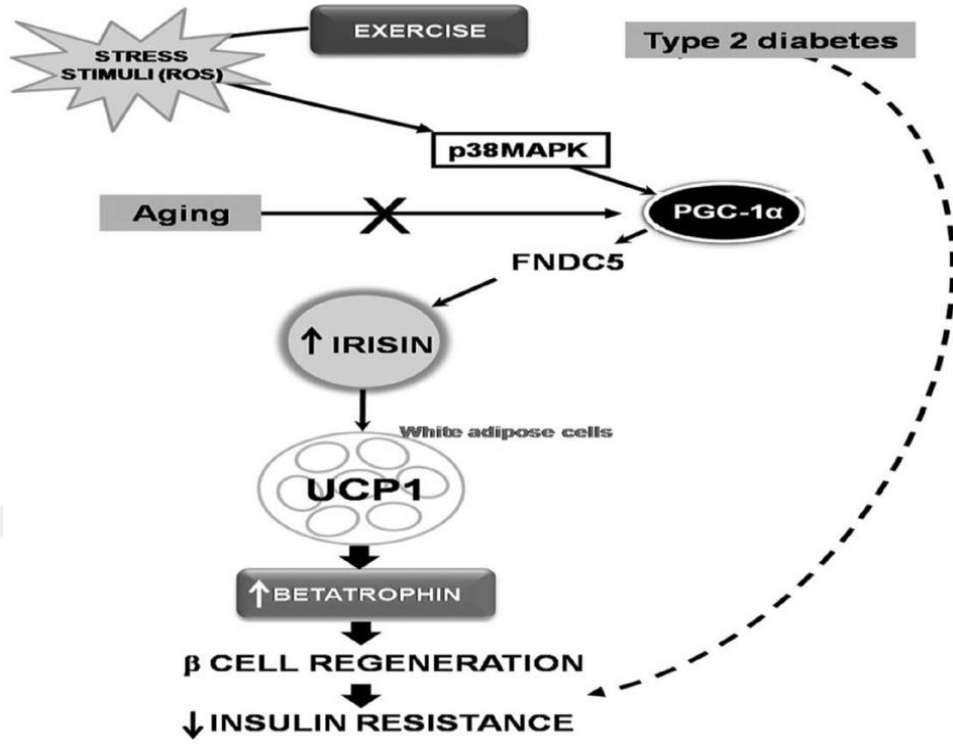 EXERCISE
Type 2 diabetes
STRESS
STIMULI (ROS)
p38MAPK
Aging
X
PGC-1α
FNDC5
↑ IRISIN
White adipose cells
UCP1
↑BETATROPHIN
β CELL REGENERATION
↓INSULIN RESISTANCE